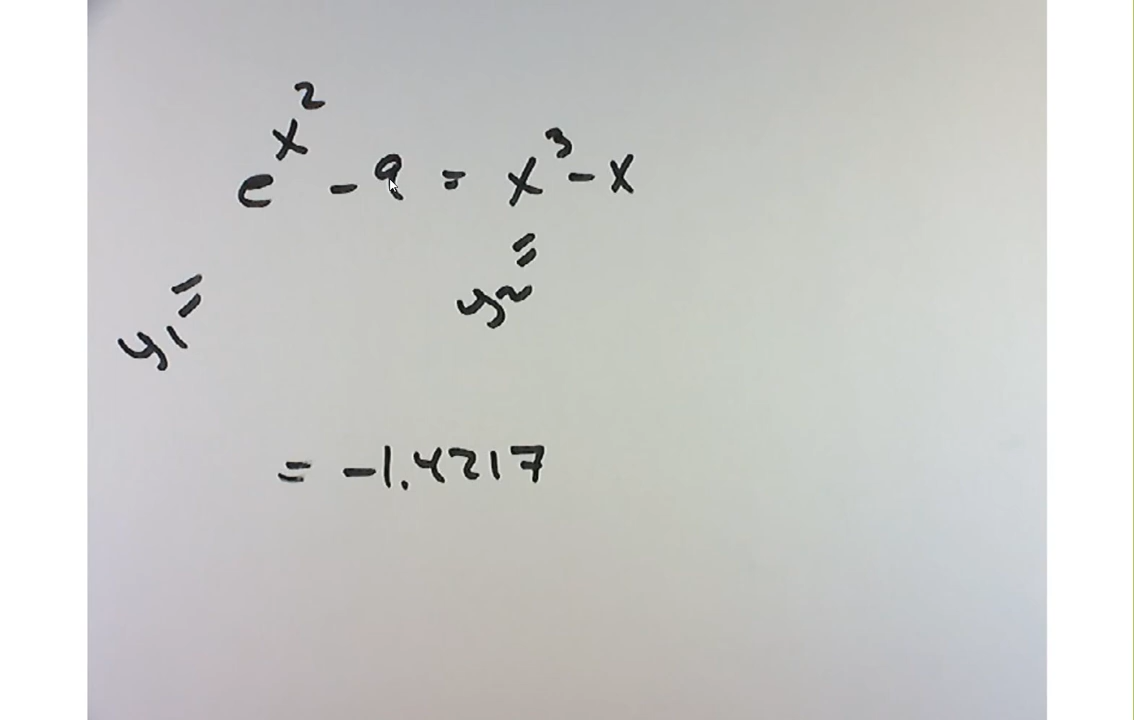 e^x^2 - 9 = x^3 - x
y1 = y2 =
= -1.4217